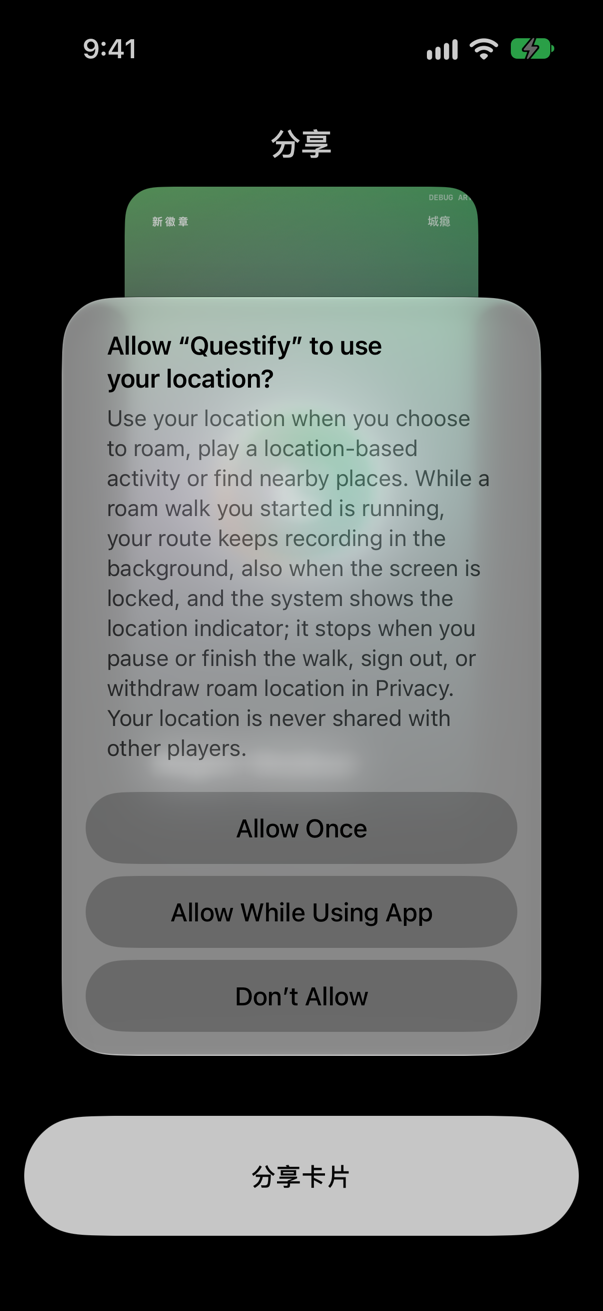 9:41
分享
DEBUG AR
新徽章
城瘾
Allow “Questify” to use
your location?
Use your location when you choose
to roam, play a location-based
activity or find nearby places. While a
roam walk you started is running,
your route keeps recording in the
background, also when the screen is
locked, and the system shows the
location indicator; it stops when you
pause or finish the walk, sign out, or
withdraw roam location in Privacy.
Your location is never shared with
other players.
Allow Once
Allow While Using App
Don’t Allow
分享卡片